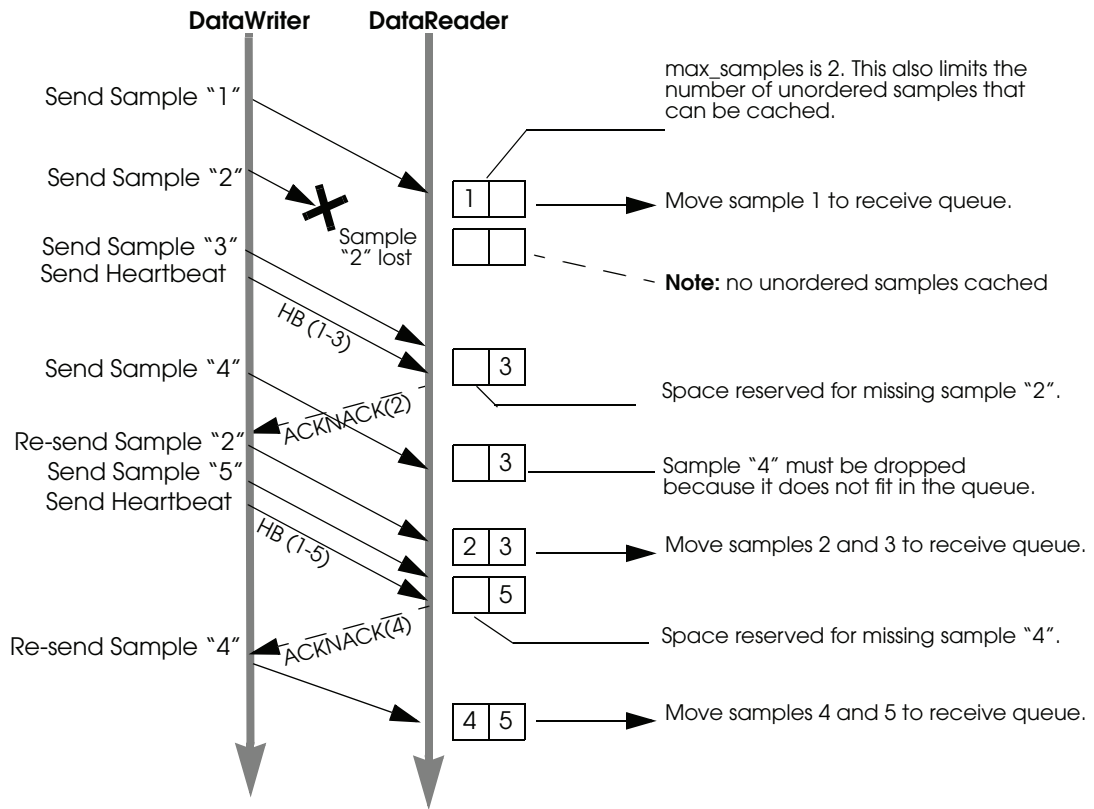 DataWriter DataReader
max_samples is 2. This also limits the
number of unordered samples that
can be cached.
Send Sample “1”
Send Sample “2”
1
Move sample 1 to receive queue.
Sample
“2” lost
Send Sample “3”
Send Heartbeat
Note: no unordered samples cached
HB (1-3)
3
Send Sample “4”
Space reserved for missing sample “2”.
ACKNACK(2)
Re-send Sample “2”
3
Sample “4” must be dropped
because it does not fit in the queue.
Send Sample “5”
Send Heartbeat
HB (1-5)
2 3
Move samples 2 and 3 to receive queue.
5
ACKNACK(4)
Space reserved for missing sample “4”.
Re-send Sample “4”
4 5
Move samples 4 and 5 to receive queue.